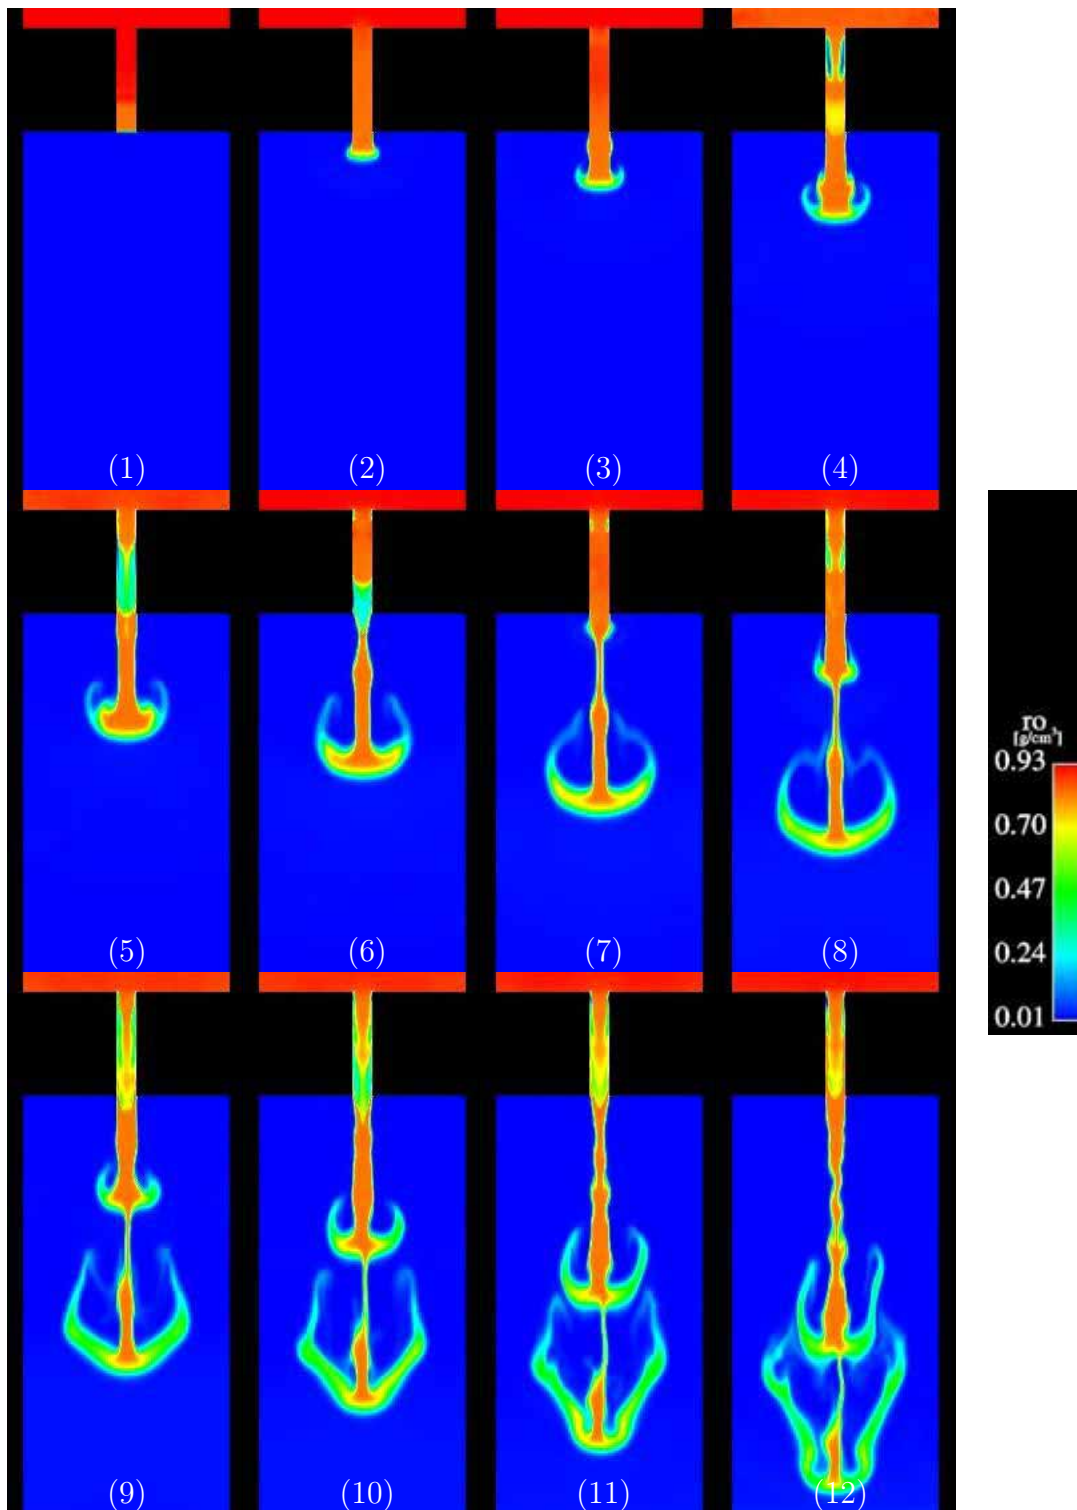 (1) (2) (3) (4)
(5) (6) (7) (8)
ro
[g/cm³]
0.93
0.70
0.47
0.24
0.01
(9) (10) (11) (12)